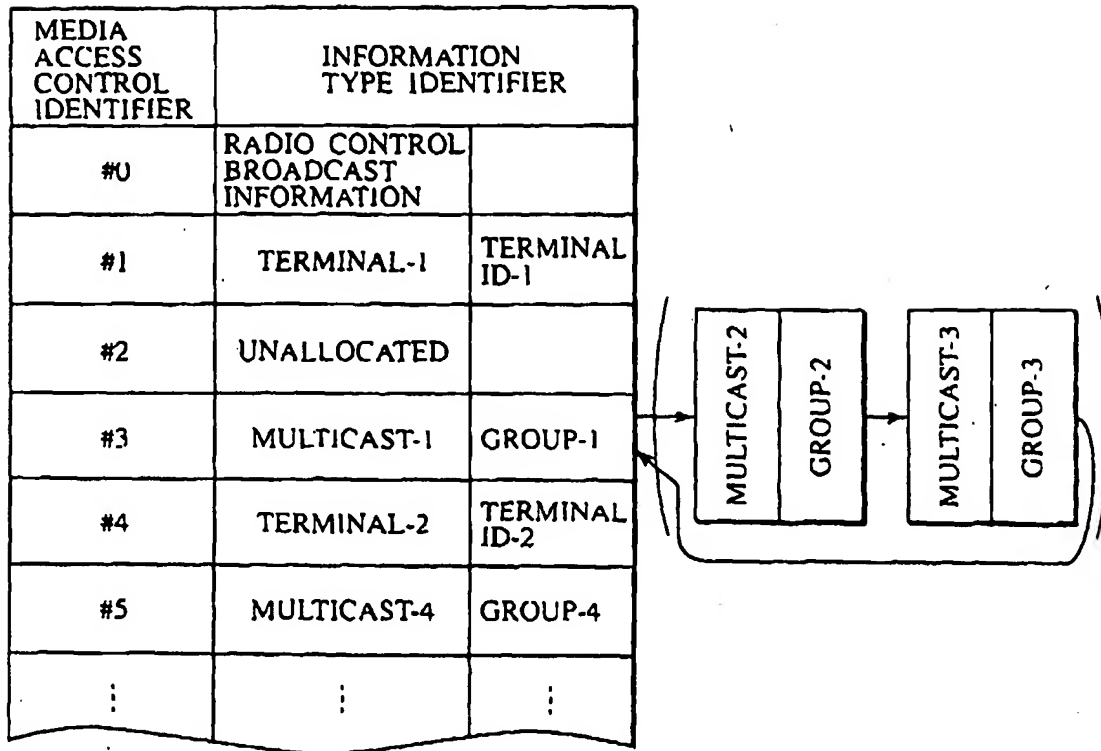 MEDIA
ACCESS
CONTROL
IDENTIFIER
INFORMATION
TYPE IDENTIFIER
#0
RADIO CONTROL
BROADCAST
INFORMATION
#1
TERMINAL-1
TERMINAL
ID-1
#2
UNALLOCATED
#3
MULTICAST-1
GROUP-1
#4
TERMINAL-2
TERMINAL
ID-2
#5
MULTICAST-4
GROUP-4
MULTICAST-2
GROUP-2
MULTICAST-3
GROUP-3